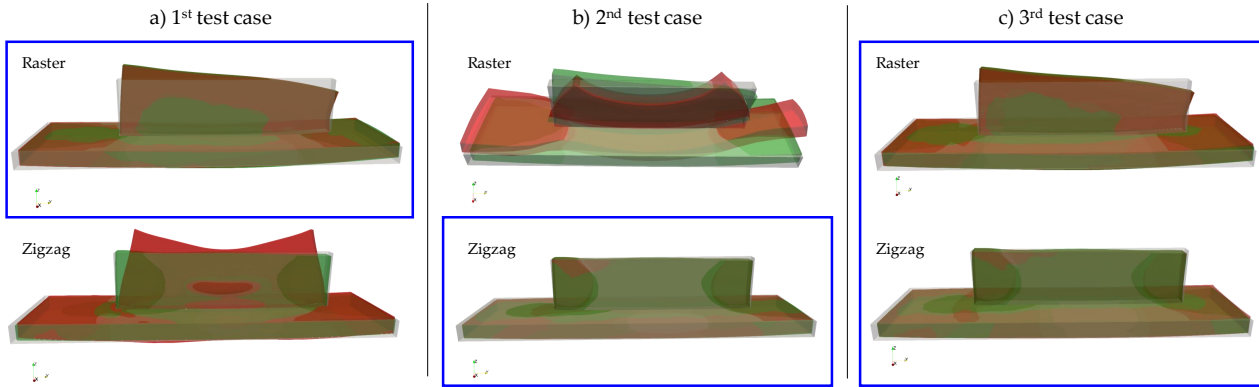 a) 1st test case
b) 2nd test case
c) 3rd test case
Raster
Raster
Raster
Zigzag
Zigzag
Zigzag